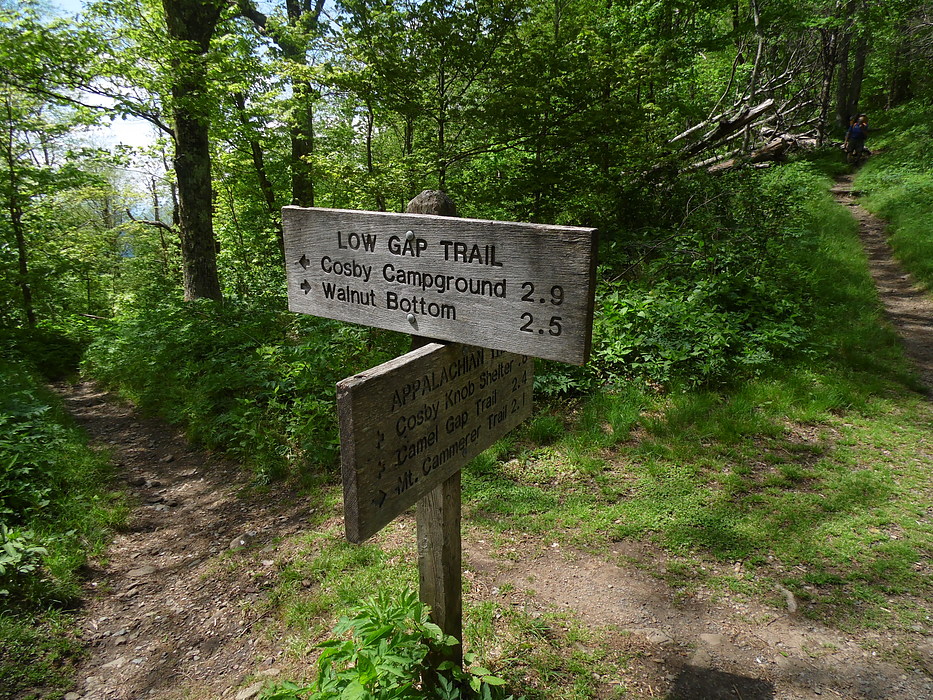 LOW GAP TRAIL
← Cosby Campground 2.9
→ Walnut Bottom 2.5
APPALACHIAN
Cosby Knob Shelter .8
Camel Gap Trail 2.4
→ Mt. Cammerer Trail 2.1